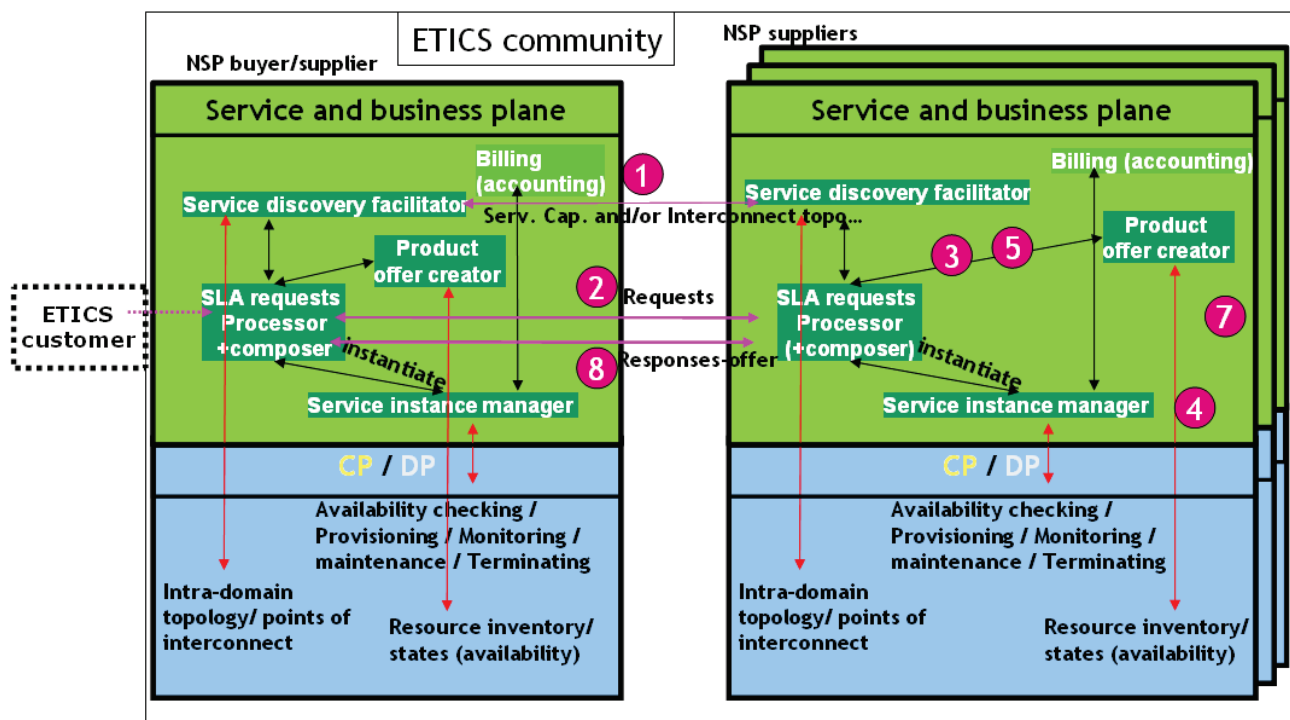 ETICS community
NSP buyer/supplier
NSP suppliers
Service and business plane
Billing
(accounting)
1
Service discovery facilitator
Serv. Cap. and/or Interconnect topo...
Product
offer creator
ETICS
customer
SLA requests
Processor
+composer
2
Requests
instantiate
8
Responses-offer
Service instance manager
CP / DP
Availability checking /
Provisioning / Monitoring /
maintenance / Terminating
Intra-domain
topology/ points of
interconnect
Resource inventory/
states (availability)
Service and business plane
Billing (accounting)
Service discovery facilitator
Product
offer creator
3
5
SLA requests
Processor
(+composer)
7
instantiate
Service instance manager
4
CP / DP
Availability checking /
Provisioning / Monitoring /
maintenance / Terminating
Intra-domain
topology/ points of
interconnect
Resource inventory/
states (availability)